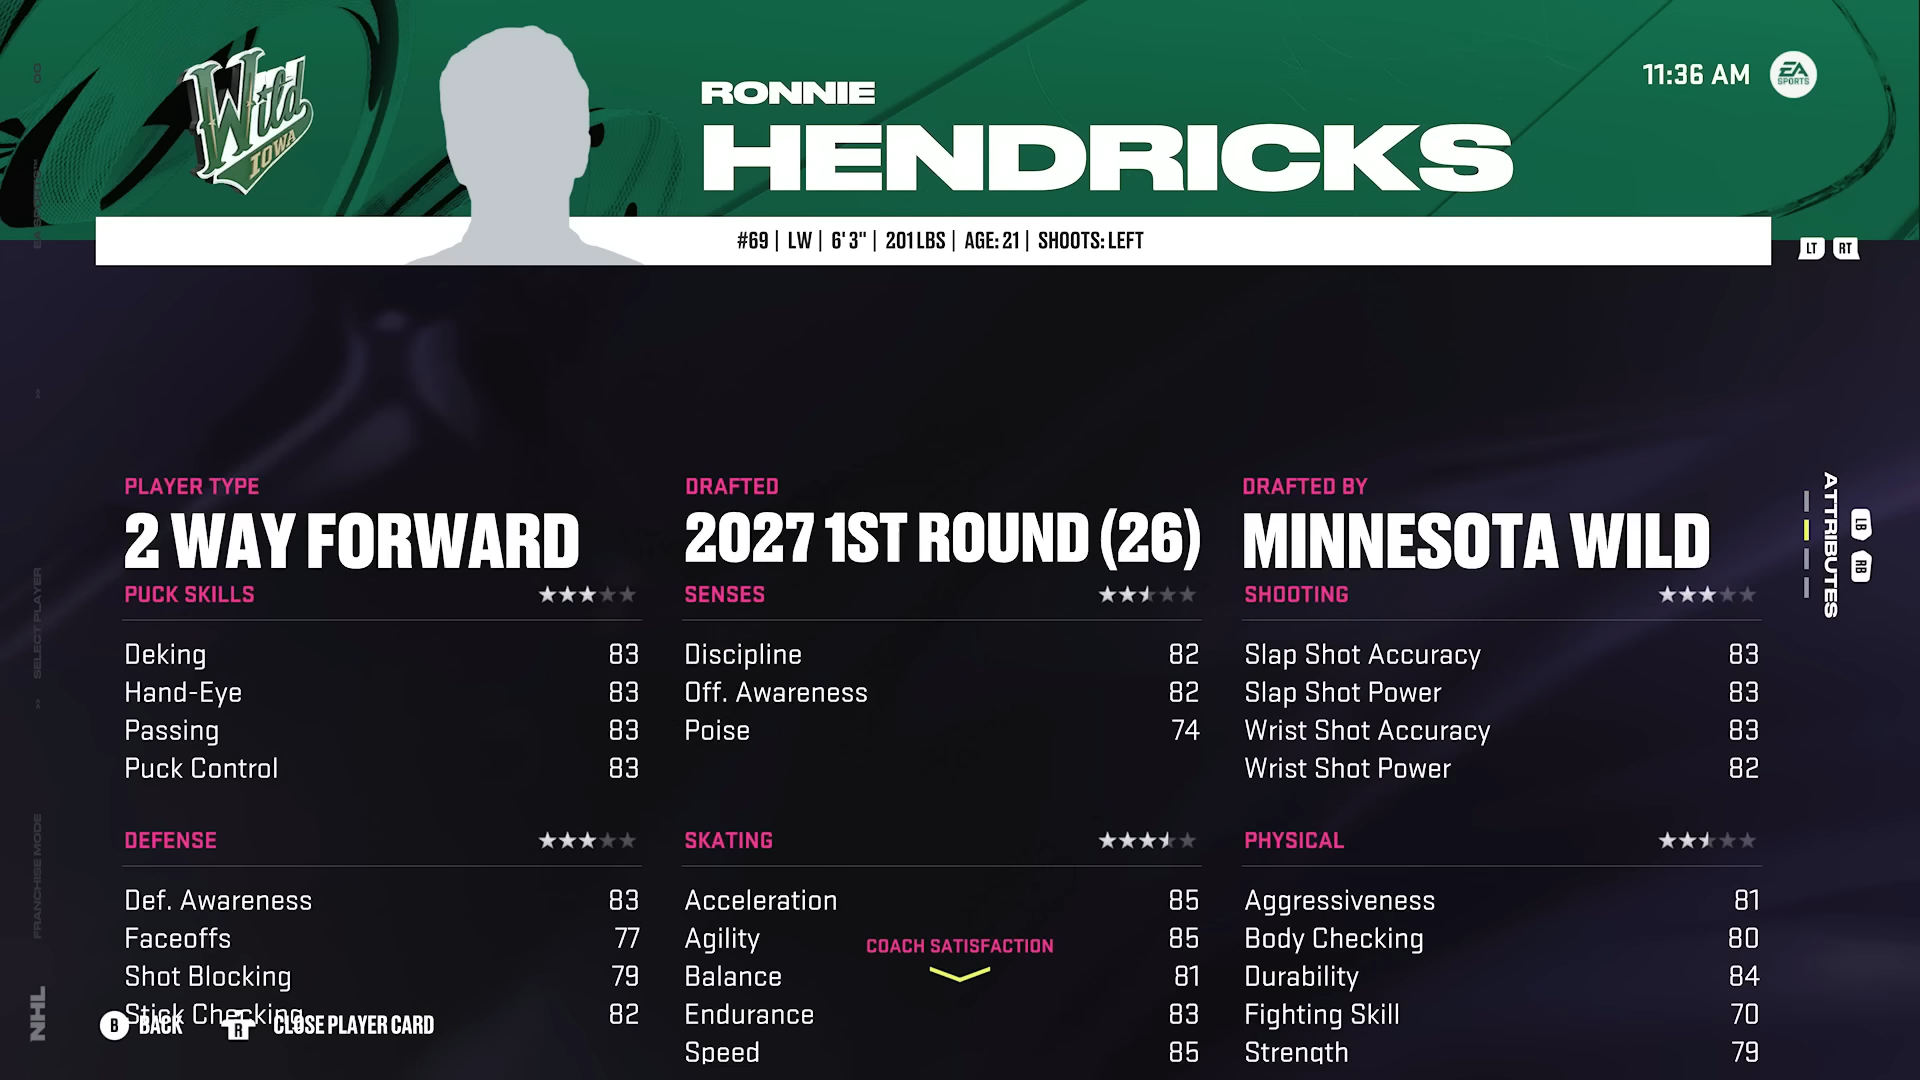 Wild
IOWA
RONNIE
HENDRICKS
11:36 AM
EA
SPORTS
#69 | LW | 6'3" | 201 LBS | AGE: 21 | SHOOTS: LEFT
LT RT
PLAYER TYPE
2 WAY FORWARD
DRAFTED
2027 1ST ROUND (26)
DRAFTED BY
MINNESOTA WILD
PUCK SKILLS
Deking 83
Hand-Eye 83
Passing 83
Puck Control 83
SENSES
Discipline 82
Off. Awareness 82
Poise 74
SHOOTING
Slap Shot Accuracy 83
Slap Shot Power 83
Wrist Shot Accuracy 83
Wrist Shot Power 82
DEFENSE
Def. Awareness 83
Faceoffs 77
Shot Blocking 79
Stick Checking 82
SKATING
Acceleration 85
Agility 85
Balance 81
Endurance 83
Speed 85
PHYSICAL
Aggressiveness 81
Body Checking 80
Durability 84
Fighting Skill 70
Strength 79
COACH SATISFACTION
B BACK
R CLOSE PLAYER CARD
ATTRIBUTES
LB RB
NHL
FRANCHISE MODE
SELECT PLAYER